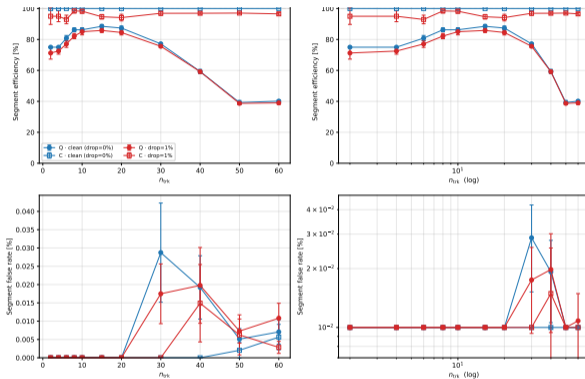 Segment efficiency [%]
100
80
60
40
20
0
Q · clean (drop=0%)
C · clean (drop=0%)
Q · drop=1%
C · drop=1%
0 10 20 30 40 50 60
n_trk
Segment efficiency [%]
100
80
60
40
20
0
10¹
n_trk (log)
Segment false rate [%]
0.040
0.035
0.030
0.025
0.020
0.015
0.010
0.005
0.000
0 10 20 30 40 50 60
n_trk
Segment false rate [%]
4 × 10⁻²
3 × 10⁻²
2 × 10⁻²
10⁻²
10¹
n_trk (log)